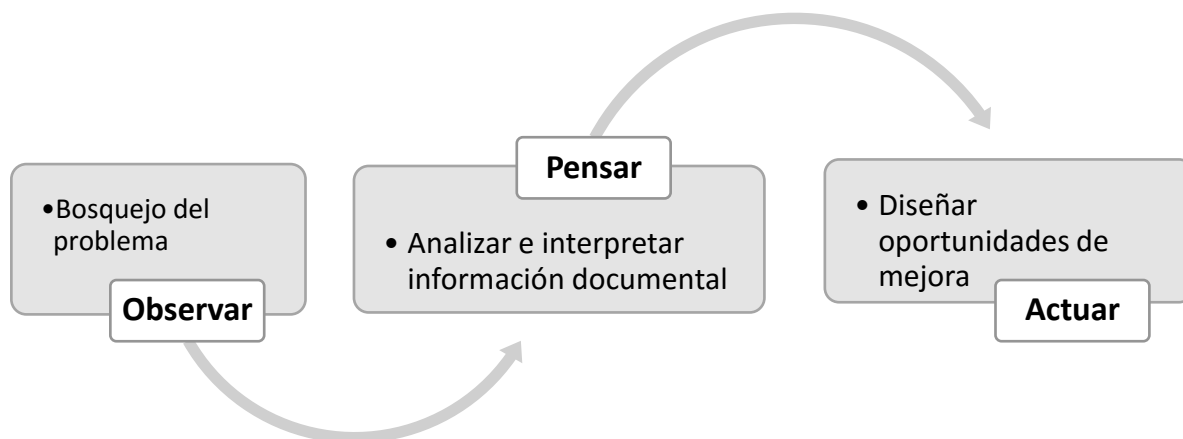 •Bosquejo del
problema
Observar
Pensar
• Analizar e interpretar
información documental
• Diseñar
oportunidades de
mejora
Actuar